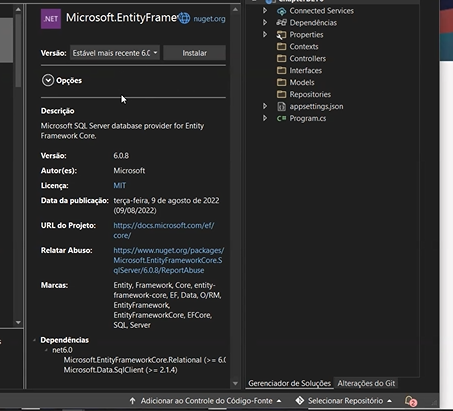 .NET Microsoft.EntityFrame nuget.org
Versão: Estável mais recente 6.0 Instalar
Opções
Descrição
Microsoft SQL Server database provider for Entity
Framework Core.
Versão: 6.0.8
Autor(es): Microsoft
Licença: MIT
Data da publicação: terça-feira, 9 de agosto de 2022
(09/08/2022)
URL do Projeto: https://docs.microsoft.com/ef/
core/
Relatar Abuso: https://www.nuget.org/packages/
Microsoft.EntityFrameworkCore.S
qlServer/6.0.8/ReportAbuse
Marcas: Entity, Framework, Core, entity-
framework-core, EF, Data, O/RM,
EntityFramework,
EntityFrameworkCore, EFCore,
SQL, Server
Dependências
net6.0
Microsoft.EntityFrameworkCore.Relational (>= 6.0
Microsoft.Data.SqlClient (>= 2.1.4)
Connected Services
Dependências
Properties
Contexts
Controllers
Interfaces
Models
Repositories
appsettings.json
C# Program.cs
Gerenciador de Soluções Alterações do Git
Adicionar ao Controle do Código-Fonte Selecionar Repositório 2